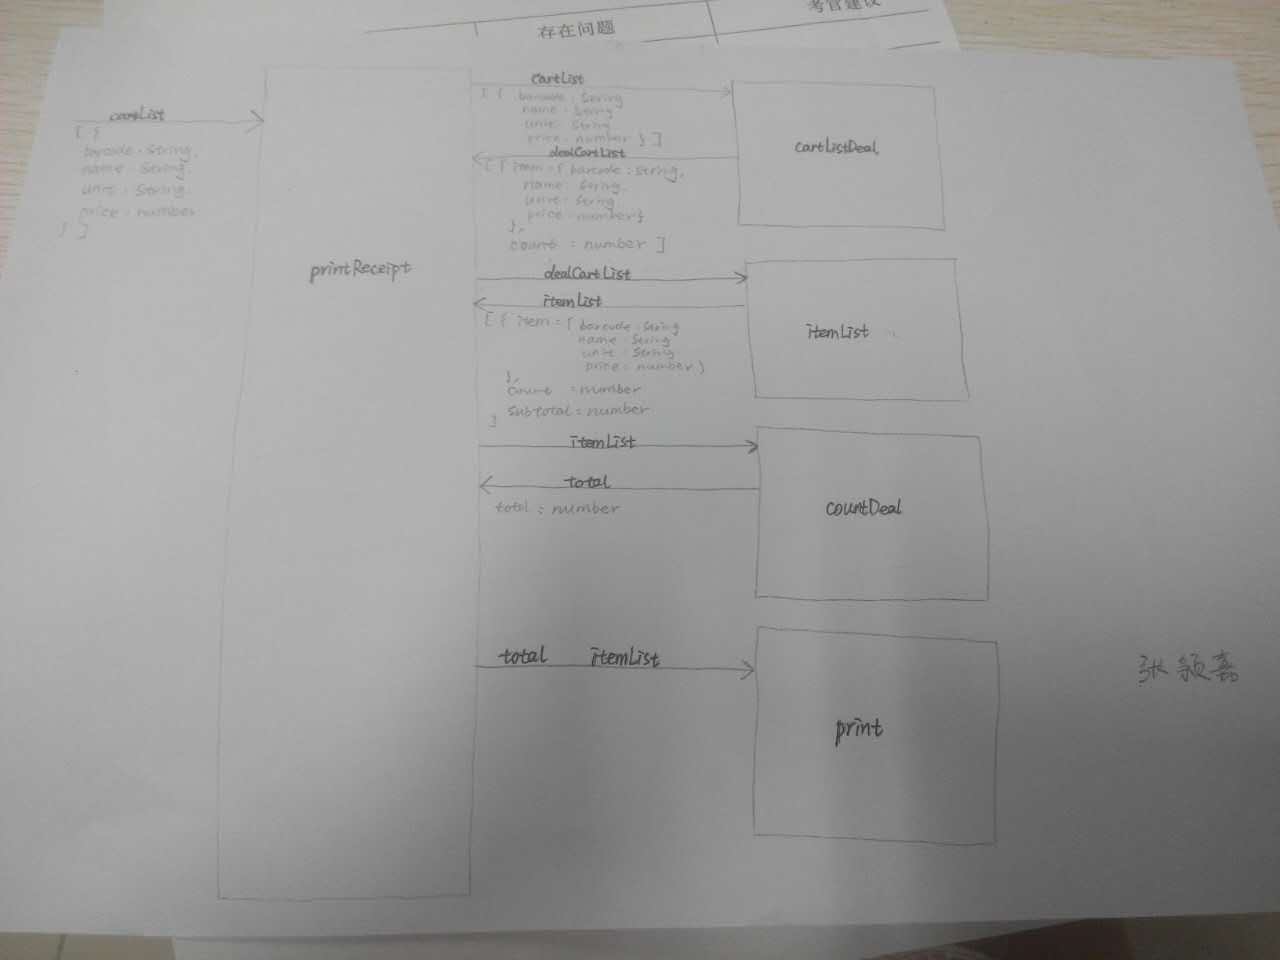 存在问题
考官建议
cartList
[ {
barcode : String,
name : String,
unit : String,
price : number
} ]
printReceipt
cartList
[ { barcode : String
name : String
unit : String
price : number } ]
dealCartList
[ { item = { barcode : String,
name : String,
unit : String
price : number }
},
count = number ]
cartListDeal
dealCartList
itemList
[ { item = { barcode : String
name : String
unit : String
price : number }
},
count = number
subtotal = number
]
itemList
itemList
total
total : number
countDeal
total itemList
print
张颖嘉